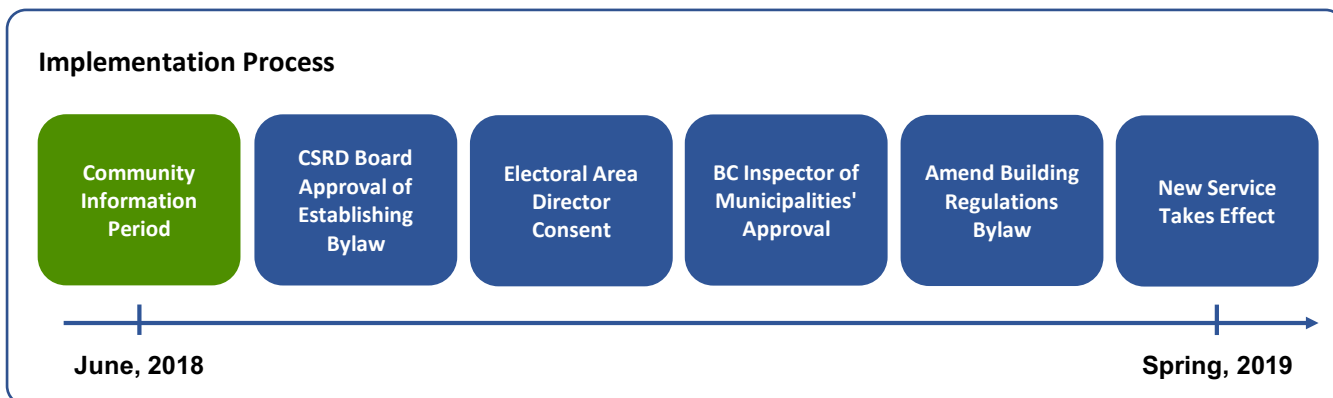 Implementation Process
Community
Information
Period
CSRD Board
Approval of
Establishing
Bylaw
Electoral Area
Director
Consent
BC Inspector of
Municipalities'
Approval
Amend Building
Regulations
Bylaw
New Service
Takes Effect
June, 2018
Spring, 2019